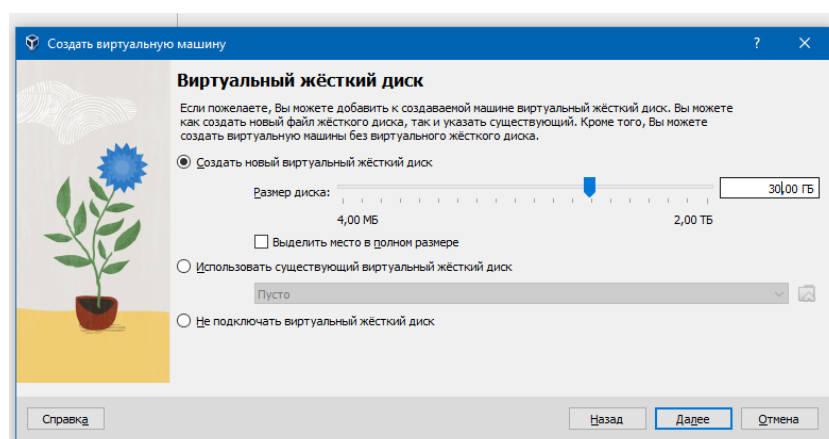 Создать виртуальную машину
Виртуальный жёсткий диск
Если пожелаете, Вы можете добавить к создаваемой машине виртуальный жёсткий диск. Вы можете
как создать новый файл жёсткого диска, так и указать существующий. Кроме того, Вы можете
создать виртуальную машины без виртуального жёсткого диска.
Создать новый виртуальный жёсткий диск
Размер диска: 30,00 ГБ
4,00 МБ 2,00 ТБ
Выделить место в полном размере
Использовать существующий виртуальный жёсткий диск
Пусто
Не подключать виртуальный жёсткий диск
Справка Назад Далее Отмена